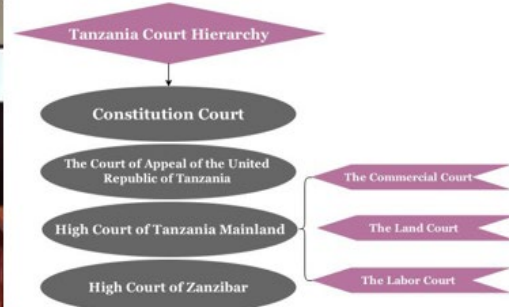 Tanzania Court Hierarchy
Constitution Court
The Court of Appeal of the United
Republic of Tanzania
High Court of Tanzania Mainland
High Court of Zanzibar
The Commercial Court
The Land Court
The Labor Court